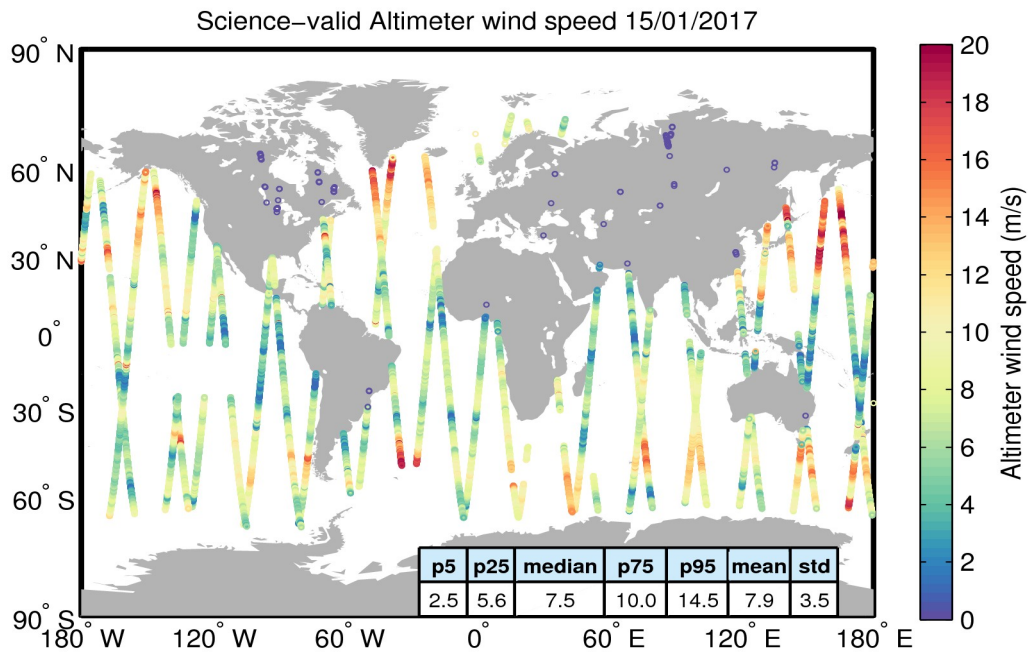 Science−valid Altimeter wind speed 15/01/2017
90° N
60° N
30° N
0°
30° S
60° S
90° S
180° W
120° W
60° W
0°
60° E
120° E
180° E
p5 p25 median p75 p95 mean std
2.5 5.6 7.5 10.0 14.5 7.9 3.5
20
18
16
14
12
10
8
6
4
2
0
Altimeter wind speed (m/s)